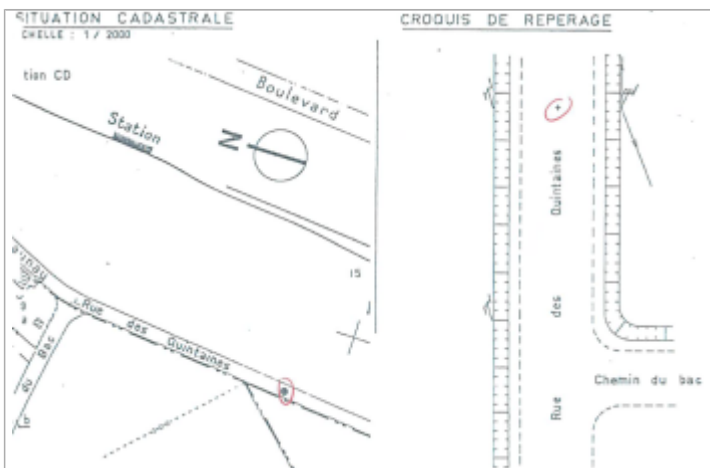 SITUATION CADASTRALE
CHELLE : 1 / 2000
tion CD
Boulevard
Station
N
15
Rue des Quintaines
du Bac
CROQUIS DE REPERAGE
Rue des Quintaines
Chemin du bac